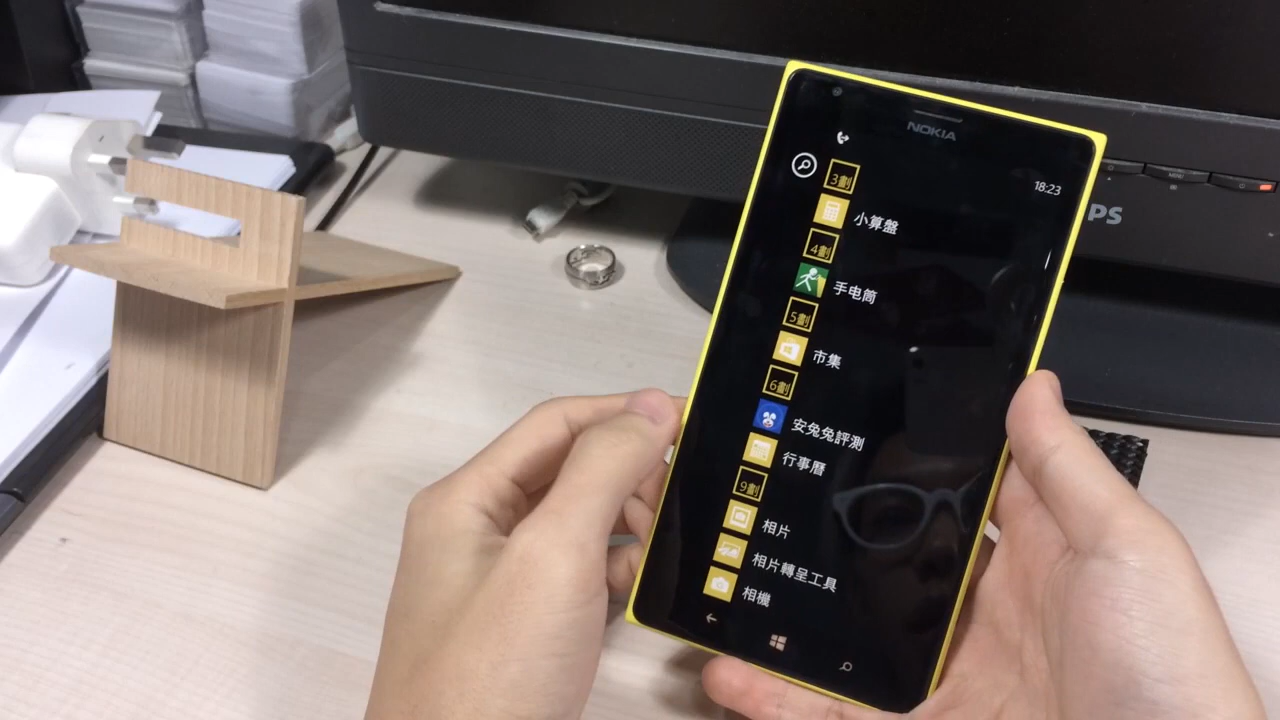 NOKIA
18:23
3劃
小算盤
4劃
手电筒
5劃
市集
6劃
安兔兔評測
行事曆
9劃
相片
相片轉呈工具
相機
PS
MENU